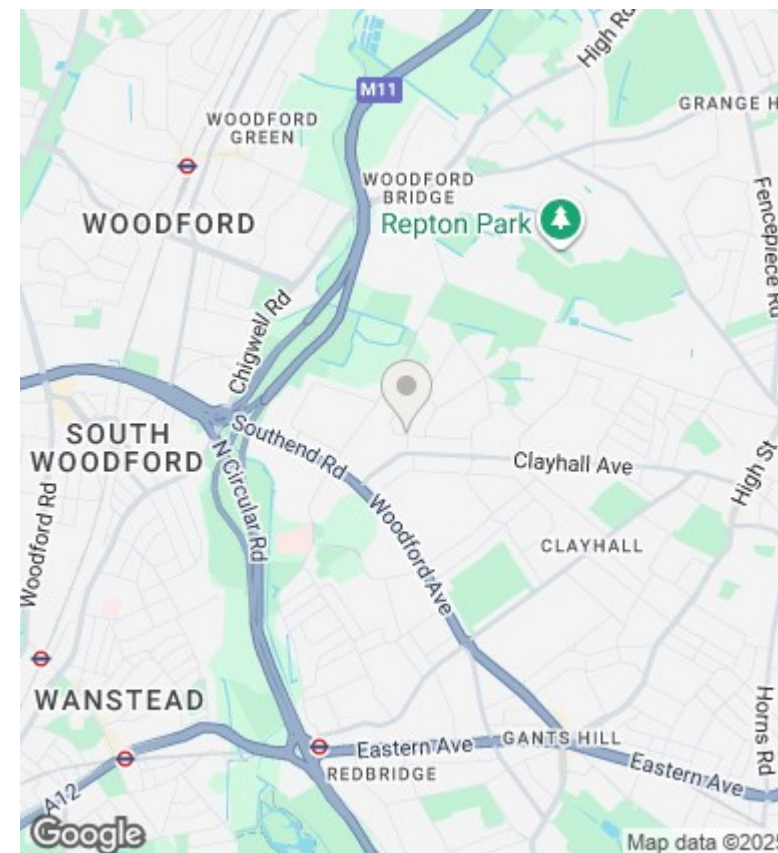 High Rd
M11
WOODFORD
GREEN
GRANGE H
WOODFORD
BRIDGE
Fencepiece Rd
WOODFORD
Repton Park
Chigwell Rd
SOUTH
WOODFORD
Southend Rd
Clayhall Ave
High St
N Circular Rd
Woodford Ave
Woodford Rd
CLAYHALL
WANSTEAD
Horns Rd
Eastern Ave
GANTS HILL
REDBRIDGE
Eastern Ave
A12
Google
Map data ©2025